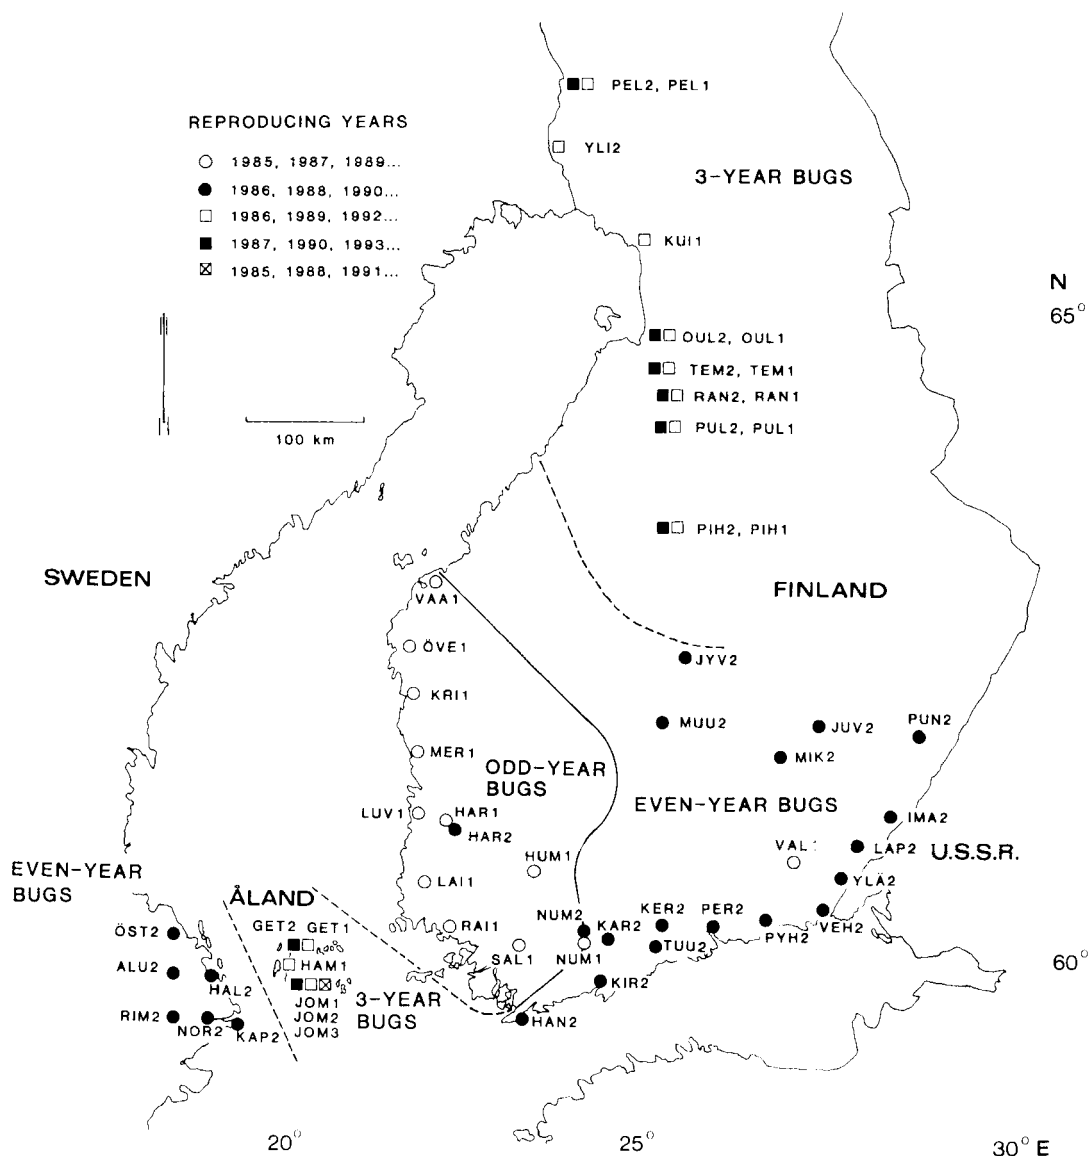 PEL2, PEL1
REPRODUCING YEARS
1985, 1987, 1989...
1986, 1988, 1990...
1986, 1989, 1992...
1987, 1990, 1993...
1985, 1988, 1991...
YLI2
3-YEAR BUGS
KUI1
N
65°
OUL2, OUL1
TEM2, TEM1
RAN2, RAN1
PUL2, PUL1
100 km
PIH2, PIH1
SWEDEN
FINLAND
VAA1
ÖVE1
JYV2
KRI1
MUU2
JUV2
PUN2
MER1
MIK2
ODD-YEAR
BUGS
EVEN-YEAR BUGS
LUV1
HAR1
HAR2
IMA2
VAL1
LAP2
U.S.S.R.
HUM1
EVEN-YEAR
BUGS
LAI1
YLÄ2
ÅLAND
GET2 GET1
RAI1
NUM2
KAR2
KER2
PER2
PYH2
VEH2
ÖST2
SAL1
NUM1
TUU2
60°
ALU2
HAL2
HAM1
KIR2
3-YEAR
BUGS
JOM1
JOM2
JOM3
RIM2
NOR2
KAP2
HAN2
20°
25°
30° E